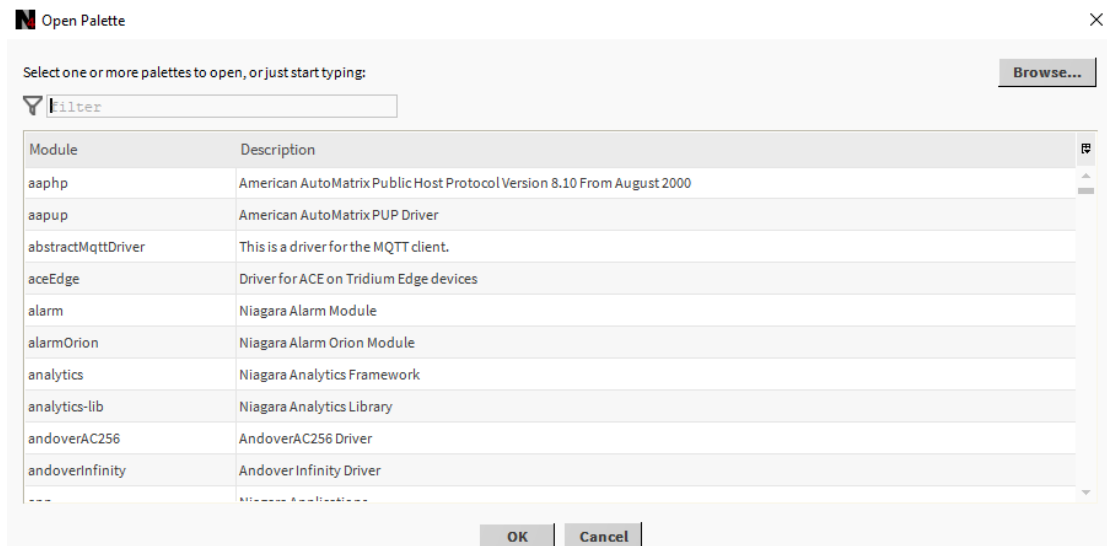 Open Palette
Select one or more palettes to open, or just start typing:
Browse...
filter
Module Description
aaphp American AutoMatrix Public Host Protocol Version 8.10 From August 2000
aapup American AutoMatrix PUP Driver
abstractMqttDriver This is a driver for the MQTT client.
aceEdge Driver for ACE on Tridium Edge devices
alarm Niagara Alarm Module
alarmOrion Niagara Alarm Orion Module
analytics Niagara Analytics Framework
analytics-lib Niagara Analytics Library
andoverAC256 AndoverAC256 Driver
andoverInfinity Andover Infinity Driver
Niagara Applications
OK Cancel